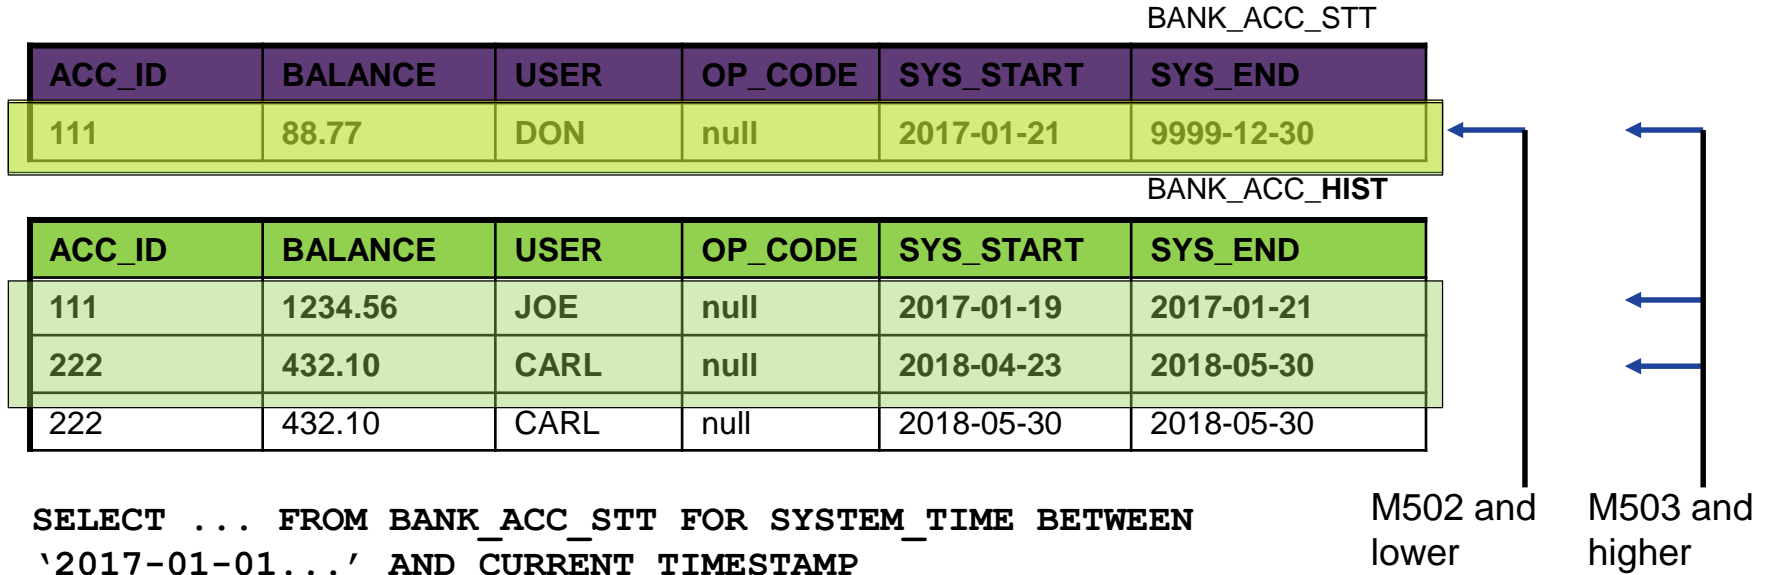 BANK_ACC_STT
ACC_ID BALANCE USER OP_CODE SYS_START SYS_END
111 88.77 DON null 2017-01-21 9999-12-30
BANK_ACC_HIST
ACC_ID BALANCE USER OP_CODE SYS_START SYS_END
111 1234.56 JOE null 2017-01-19 2017-01-21
222 432.10 CARL null 2018-04-23 2018-05-30
222 432.10 CARL null 2018-05-30 2018-05-30
SELECT ... FROM BANK_ACC_STT FOR SYSTEM_TIME BETWEEN
‘2017-01-01...’ AND CURRENT TIMESTAMP
M502 and
lower
M503 and
higher